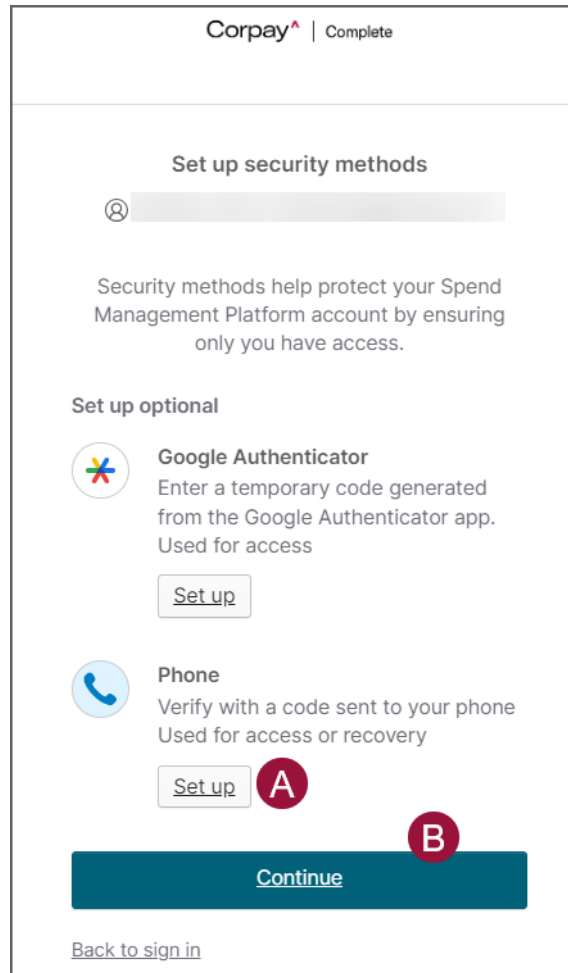 Corpay^ | Complete
Set up security methods
Security methods help protect your Spend
Management Platform account by ensuring
only you have access.
Set up optional
Google Authenticator
Enter a temporary code generated
from the Google Authenticator app.
Used for access
Set up
Phone
Verify with a code sent to your phone
Used for access or recovery
Set up A
B
Continue
Back to sign in